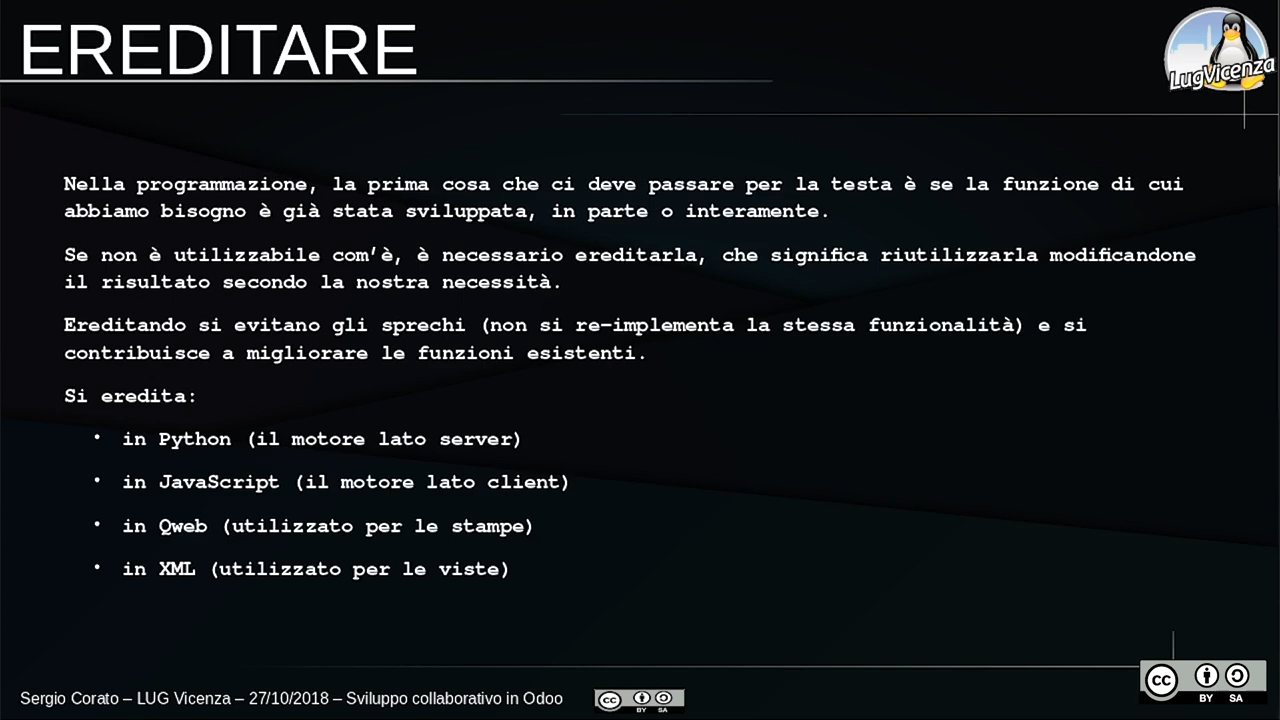 EREDITARE
LugVicenza
Nella programmazione, la prima cosa che ci deve passare per la testa è se la funzione di cui
abbiamo bisogno è già stata sviluppata, in parte o interamente.
Se non è utilizzabile com’è, è necessario ereditarla, che significa riutilizzarla modificandone
il risultato secondo la nostra necessità.
Ereditando si evitano gli sprechi (non si re-implementa la stessa funzionalità) e si
contribuisce a migliorare le funzioni esistenti.
Si eredita:
• in Python (il motore lato server)
• in JavaScript (il motore lato client)
• in Qweb (utilizzato per le stampe)
• in XML (utilizzato per le viste)
Sergio Corato – LUG Vicenza – 27/10/2018 – Sviluppo collaborativo in Odoo
cc BY SA
cc BY SA